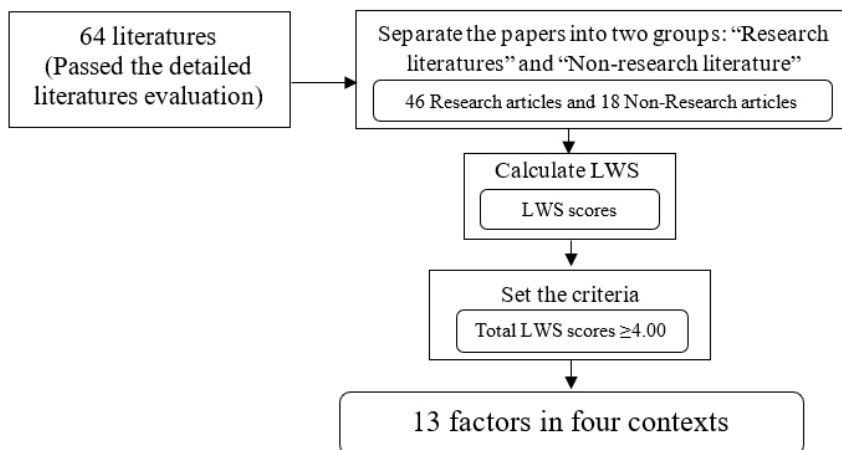 64 literatures
(Passed the detailed
literatures evaluation)
Separate the papers into two groups: “Research
literatures” and “Non-research literature”
46 Research articles and 18 Non-Research articles
Calculate LWS
LWS scores
Set the criteria
Total LWS scores ≥4.00
13 factors in four contexts